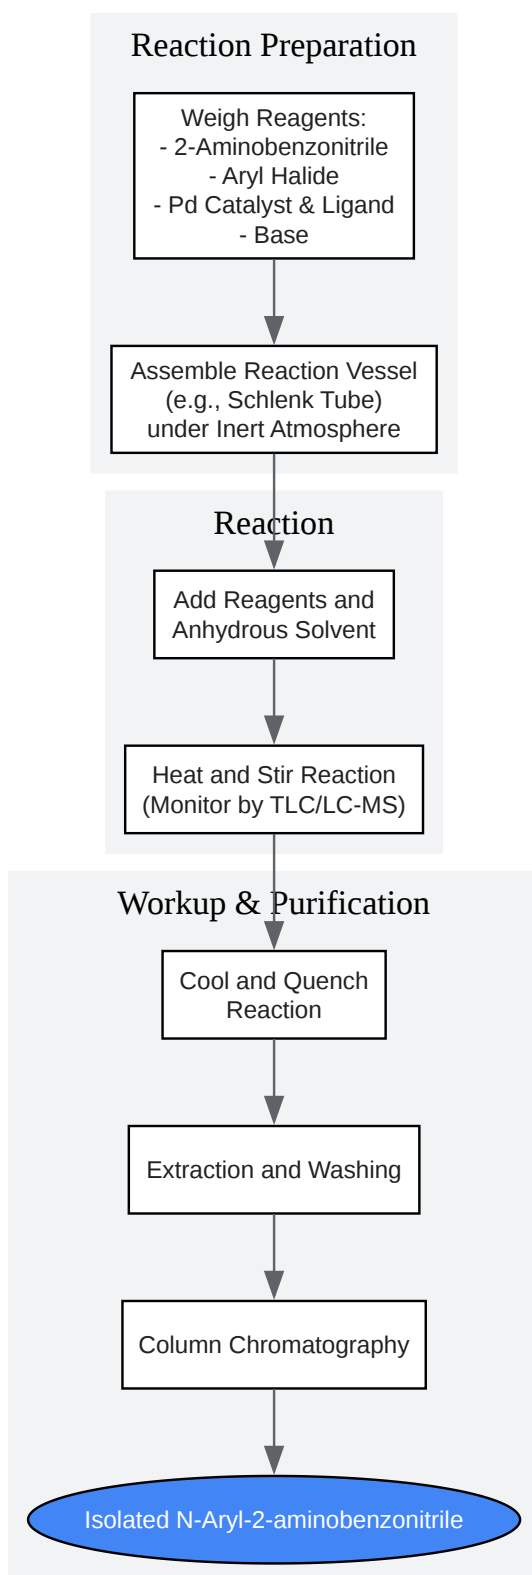 Reaction Preparation
Weigh Reagents:
- 2-Aminobenzonitrile
- Aryl Halide
- Pd Catalyst & Ligand
- Base
Assemble Reaction Vessel
(e.g., Schlenk Tube)
under Inert Atmosphere
Reaction
Add Reagents and
Anhydrous Solvent
Heat and Stir Reaction
(Monitor by TLC/LC-MS)
Workup & Purification
Cool and Quench
Reaction
Extraction and Washing
Column Chromatography
Isolated N-Aryl-2-aminobenzonitrile